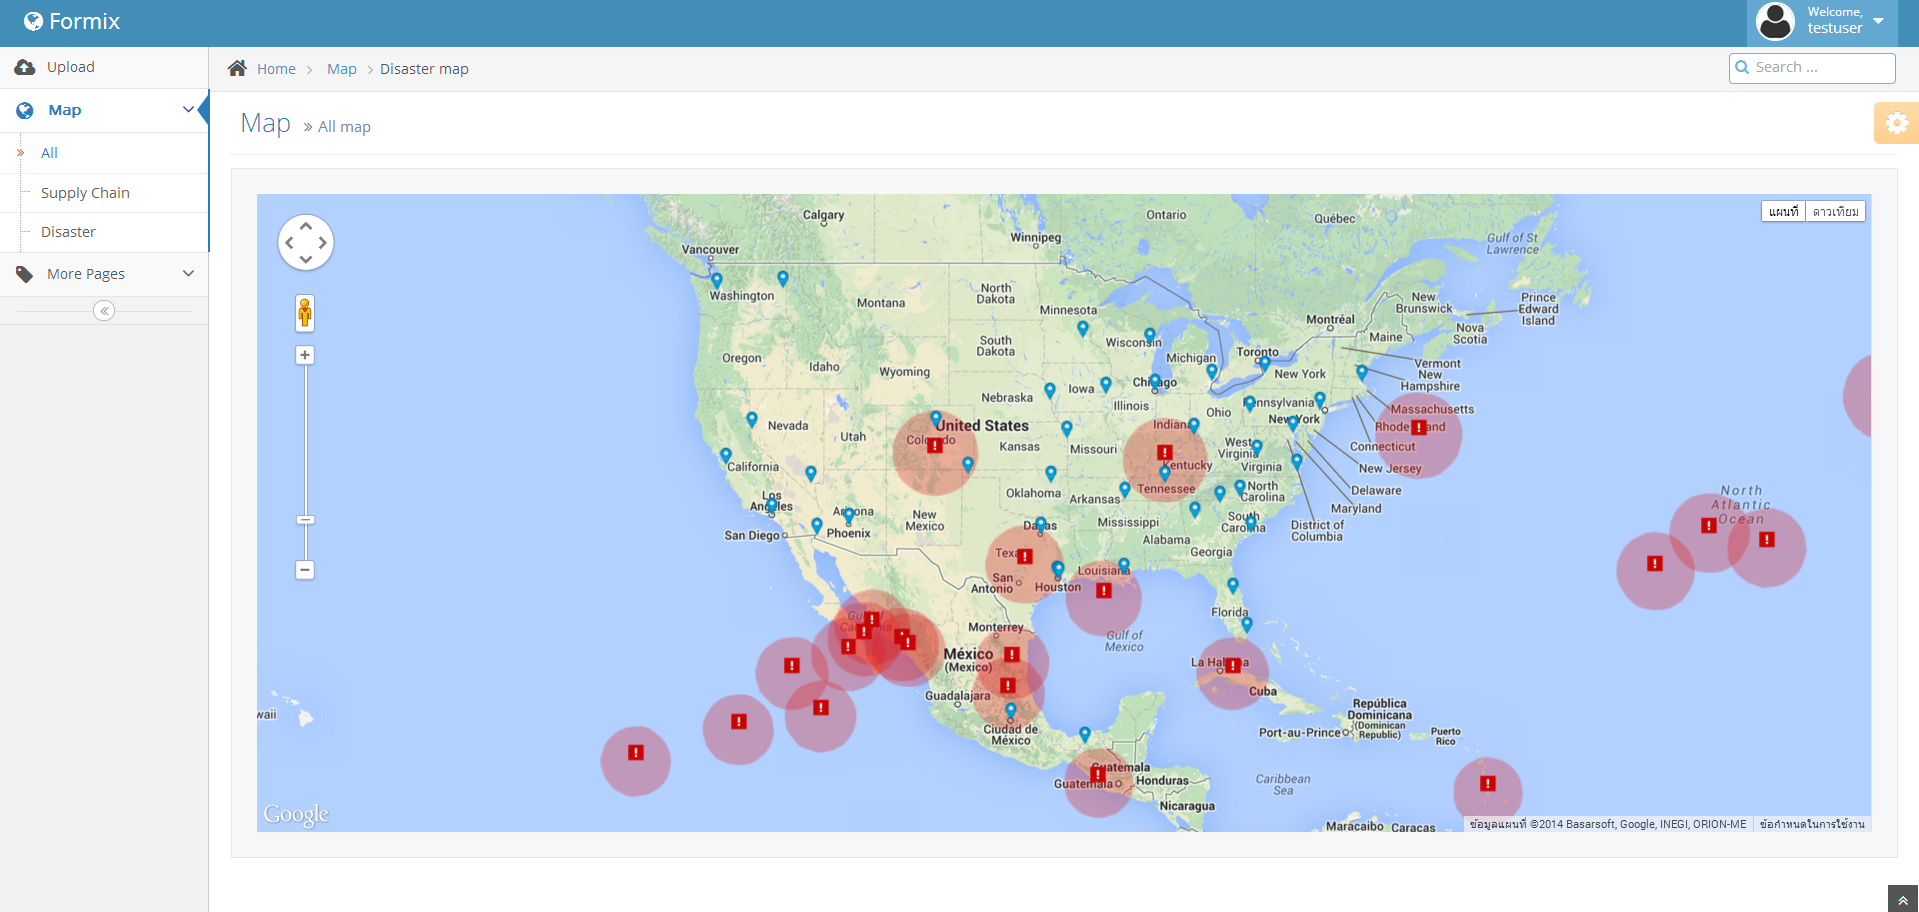 Formix
Welcome,
testuser
Upload
Map
All
Supply Chain
Disaster
More Pages
Home
Map
Disaster map
Search ...
Map
All map
แผนที่
ดาวเทียม
Calgary
Ontario
Québec
Winnipeg
Gulf of St
Lawrence
Vancouver
Washington
Montana
North
Dakota
Minnesota
New
Brunswick
Prince
Edward
Island
Montréal
Nova
Scotia
Maine
South
Dakota
Wisconsin
Michigan
Toronto
Oregon
Idaho
Wyoming
Vermont
New
Hampshire
New York
Iowa
Chicago
Nebraska
Illinois
Ohio
Pennsylvania
Massachusetts
Nevada
United States
Indiana
New York
Rhode Island
Utah
Colorado
Kansas
Missouri
West
Virginia
Connecticut
California
Kentucky
Virginia
New Jersey
Oklahoma
Arkansas
Tennessee
North
Carolina
Delaware
North
Atlantic
Ocean
Maryland
Los
Angeles
Arizona
Phoenix
New
Mexico
Dallas
Mississippi
South
Carolina
District of
Columbia
San Diego
Alabama
Georgia
Texas
San
Antonio
Houston
Louisiana
Florida
Gulf of
California
Monterrey
Gulf of
Mexico
México
(Mexico)
La Habana
Cuba
Guadalajara
Ciudad de
México
República
Dominicana
(Dominican
Republic)
Port-au-Prince
Puerto
Rico
waii
Guatemala
Guatemala
Honduras
Caribbean
Sea
Nicaragua
Maracaibo
Caracas
Google
ข้อมูลแผนที่ ©2014 Basarsoft, Google, INEGI, ORION-ME
ข้อกำหนดในการใช้งาน